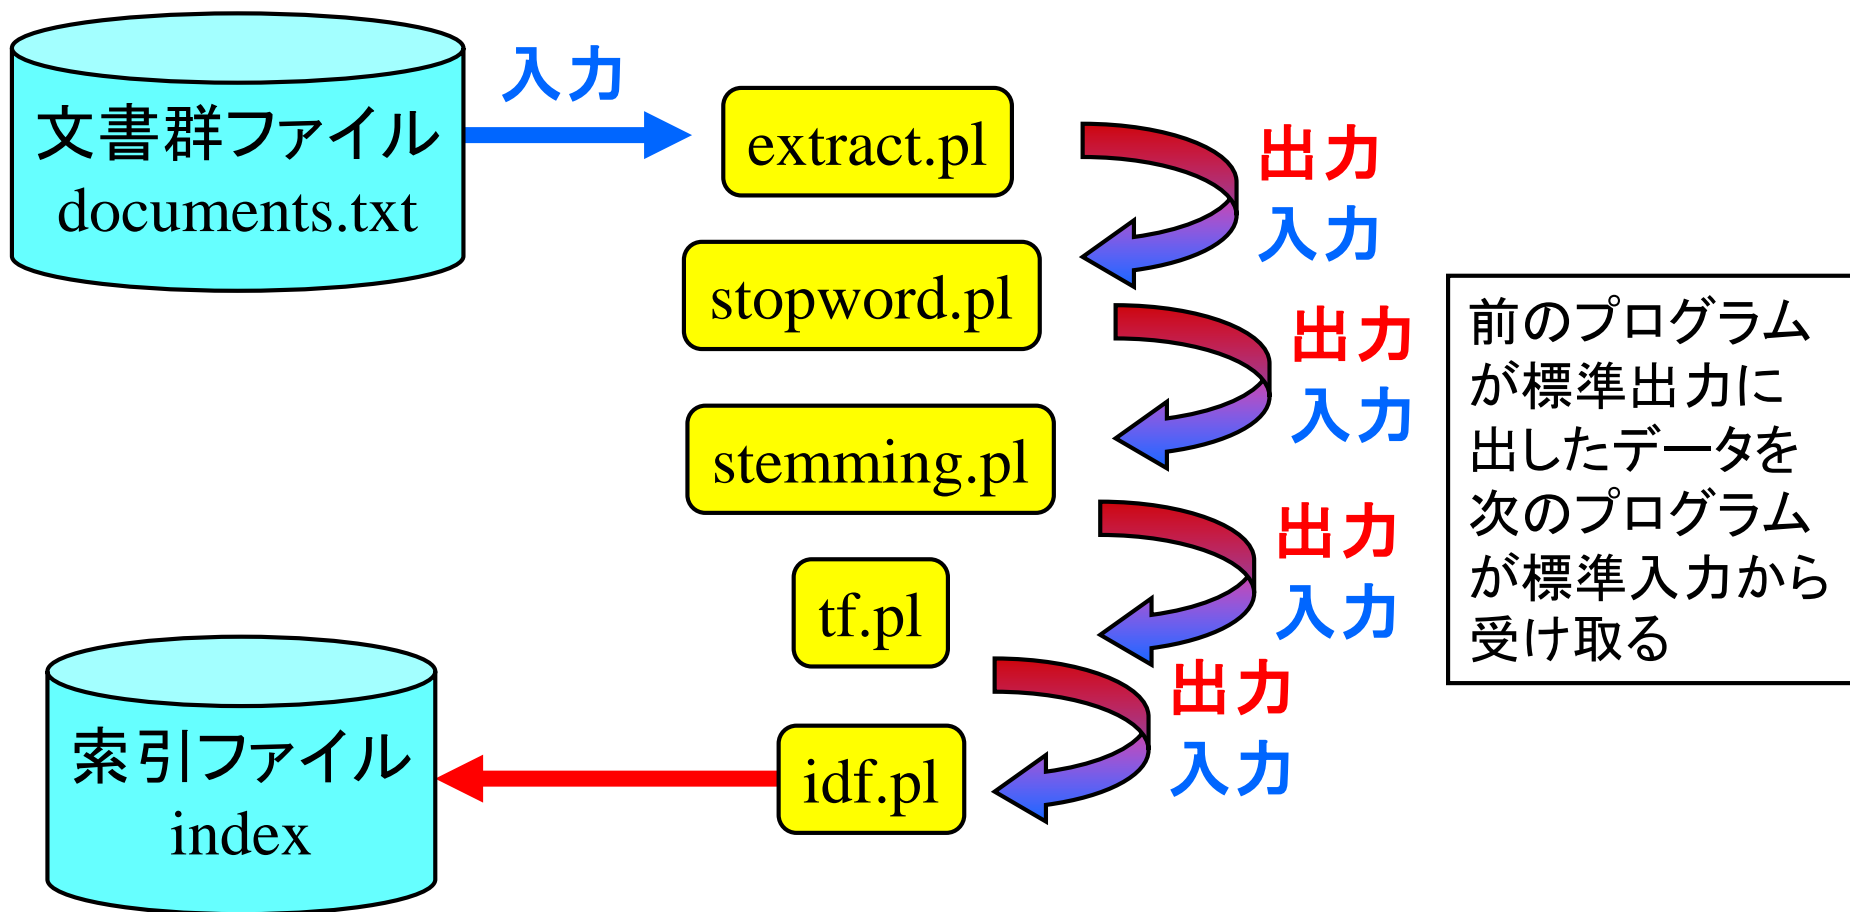 文書群ファイル
documents.txt
入力
extract.pl
出力
入力
stopword.pl
出力
入力
stemming.pl
出力
入力
tf.pl
出力
入力
idf.pl
索引ファイル
index
前のプログラム
が標準出力に
出したデータを
次のプログラム
が標準入力から
受け取る